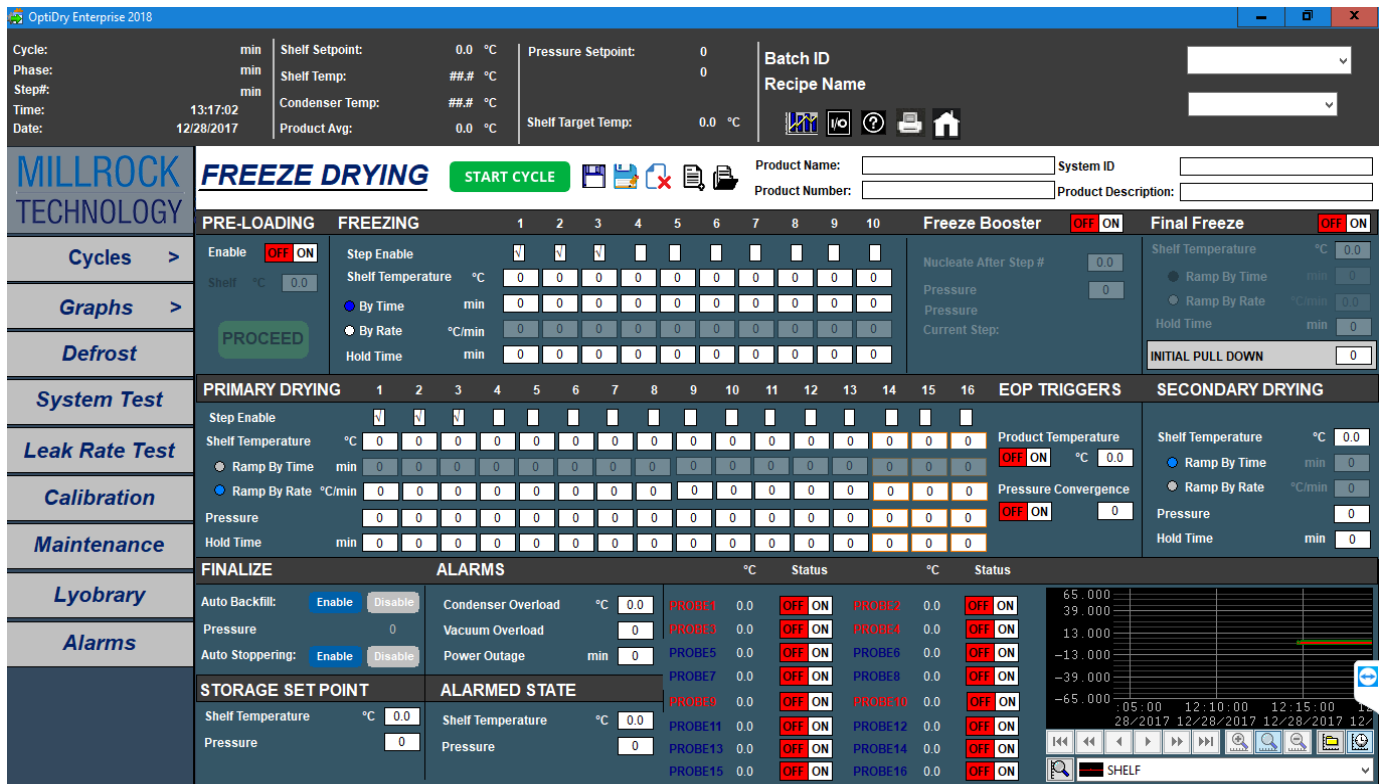 OptiDry Enterprise 2018
Cycle: min
Phase: min
Step#: min
Time: 13:17:02
Date: 12/28/2017
Shelf Setpoint: 0.0 °C
Shelf Temp: ##.# °C
Condenser Temp: ##.# °C
Product Avg: 0.0 °C
Pressure Setpoint: 0
0
Shelf Target Temp: 0.0 °C
Batch ID
Recipe Name
I/O ?
MILLROCK
TECHNOLOGY
Cycles >
Graphs >
Defrost
System Test
Leak Rate Test
Calibration
Maintenance
Lyobrary
Alarms
FREEZE DRYING START CYCLE
Product Name: System ID
Product Number: Product Description:
PRE-LOADING
Enable OFF ON
Shelf °C 0.0
PROCEED
FREEZING 1 2 3 4 5 6 7 8 9 10
Step Enable √ √ √
Shelf Temperature °C 0 0 0 0 0 0 0 0 0 0
By Time min 0 0 0 0 0 0 0 0 0 0
By Rate °C/min 0 0 0 0 0 0 0 0 0 0
Hold Time min 0 0 0 0 0 0 0 0 0 0
Freeze Booster OFF ON
Nucleate After Step # 0.0
Pressure 0
Pressure
Current Step:
Final Freeze OFF ON
Shelf Temperature °C 0.0
Ramp By Time min 0
Ramp By Rate °C/min 0.0
Hold Time min 0
INITIAL PULL DOWN 0
PRIMARY DRYING 1 2 3 4 5 6 7 8 9 10 11 12 13 14 15 16
Step Enable √ √ √
Shelf Temperature °C 0 0 0 0 0 0 0 0 0 0 0 0 0 0 0 0
Ramp By Time min 0 0 0 0 0 0 0 0 0 0 0 0 0 0 0 0
Ramp By Rate °C/min 0 0 0 0 0 0 0 0 0 0 0 0 0 0 0 0
Pressure 0 0 0 0 0 0 0 0 0 0 0 0 0 0 0 0
Hold Time min 0 0 0 0 0 0 0 0 0 0 0 0 0 0 0 0
EOP TRIGGERS
Product Temperature
OFF ON °C 0.0
Pressure Convergence
OFF ON 0
SECONDARY DRYING
Shelf Temperature °C 0.0
Ramp By Time min 0
Ramp By Rate °C/min 0
Pressure 0
Hold Time min 0
FINALIZE
Auto Backfill: Enable Disable
Pressure 0
Auto Stoppering: Enable Disable
STORAGE SET POINT
Shelf Temperature °C 0.0
Pressure 0
ALARMS
Condenser Overload °C 0.0
Vacuum Overload 0
Power Outage min 0
ALARMED STATE
Shelf Temperature °C 0.0
Pressure 0
°C Status °C Status
PROBE1 0.0 OFF ON PROBE2 0.0 OFF ON
PROBE3 0.0 OFF ON PROBE4 0.0 OFF ON
PROBE5 0.0 OFF ON PROBE6 0.0 OFF ON
PROBE7 0.0 OFF ON PROBE8 0.0 OFF ON
PROBE9 0.0 OFF ON PROBE10 0.0 OFF ON
PROBE11 0.0 OFF ON PROBE12 0.0 OFF ON
PROBE13 0.0 OFF ON PROBE14 0.0 OFF ON
PROBE15 0.0 OFF ON PROBE16 0.0 OFF ON
65.000
39.000
13.000
-13.000
-39.000
-65.000
:05:00 12:10:00 12:15:00 12
28/2017 12/28/2017 12/28/2017 12/
SHELF